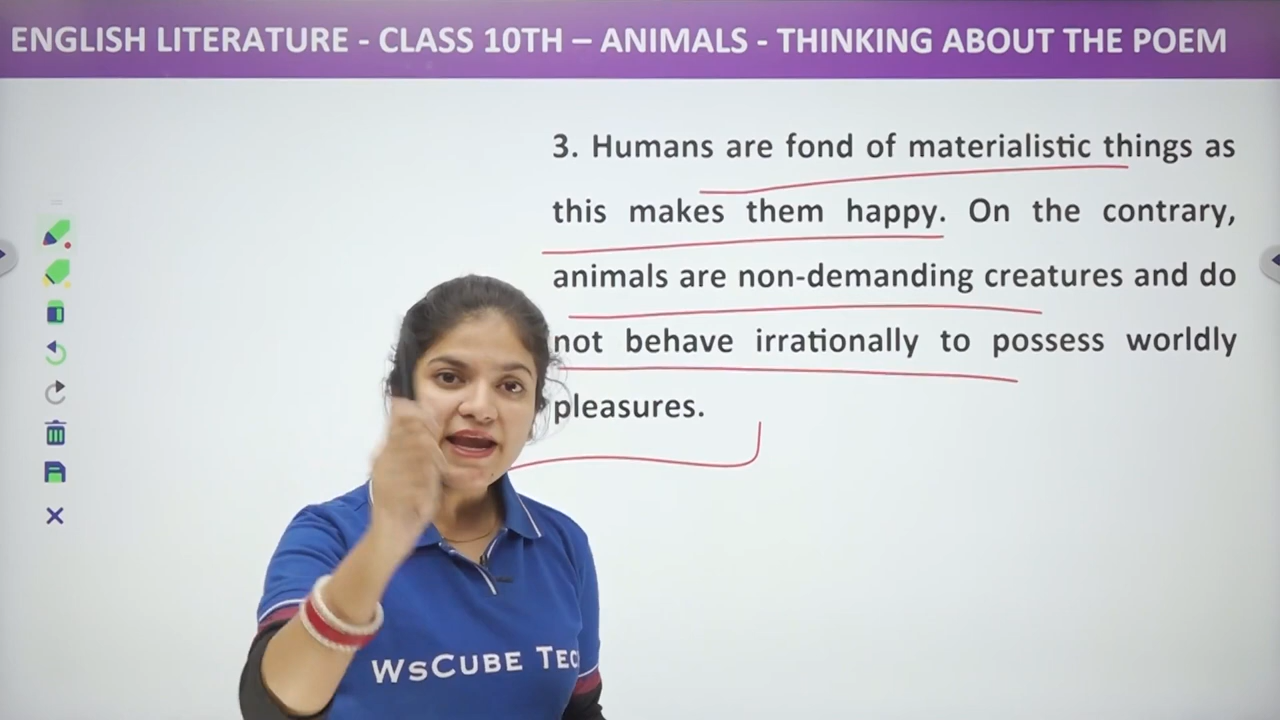 ENGLISH LITERATURE - CLASS 10TH – ANIMALS - THINKING ABOUT THE POEM
3. Humans are fond of materialistic things as
this makes them happy. On the contrary,
animals are non-demanding creatures and do
not behave irrationally to possess worldly
pleasures.
WSCUBE TEC